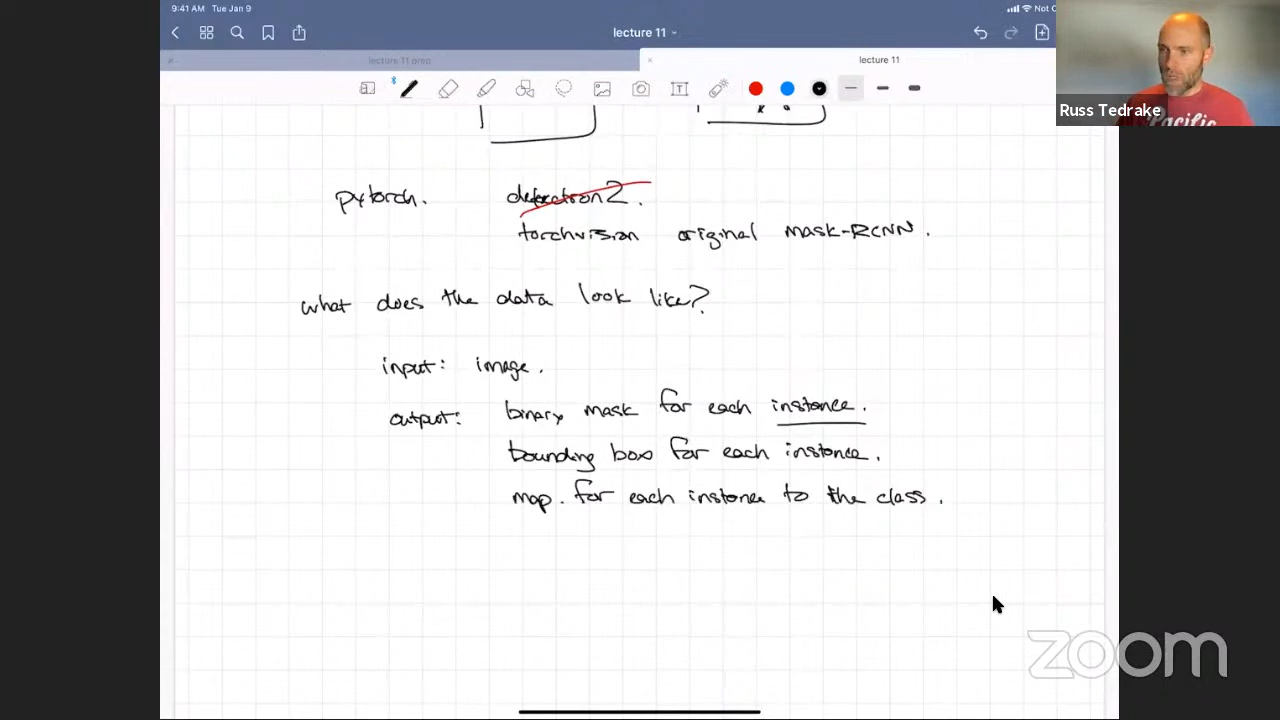 9:41 AM Tue Jan 9
Not C
lecture 11
lecture 11 prep
lecture 11
Russ Tedrake
Pacific
pytorch. detectron2.
torchvision original mask-RCNN.
what does the data look like?
input: image.
output: binary mask for each instance.
bounding box for each instance.
map. for each instance to the class.
zoom